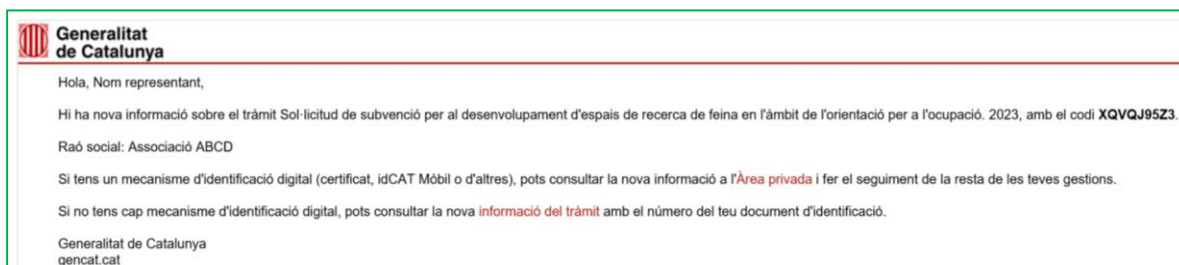 Generalitat
de Catalunya
Hola, Nom representant,
Hi ha nova informació sobre el tràmit Sol·licitud de subvenció per al desenvolupament d'espais de recerca de feina en l'àmbit de l'orientació per a l'ocupació. 2023, amb el codi XQVQJ95Z3.
Raó social: Associació ABCD
Si tens un mecanisme d'identificació digital (certificat, idCAT Mòbil o d'altres), pots consultar la nova informació a l'Àrea privada i fer el seguiment de la resta de les teves gestions.
Si no tens cap mecanisme d'identificació digital, pots consultar la nova informació del tràmit amb el número del teu document d'identificació.
Generalitat de Catalunya
gencat.cat